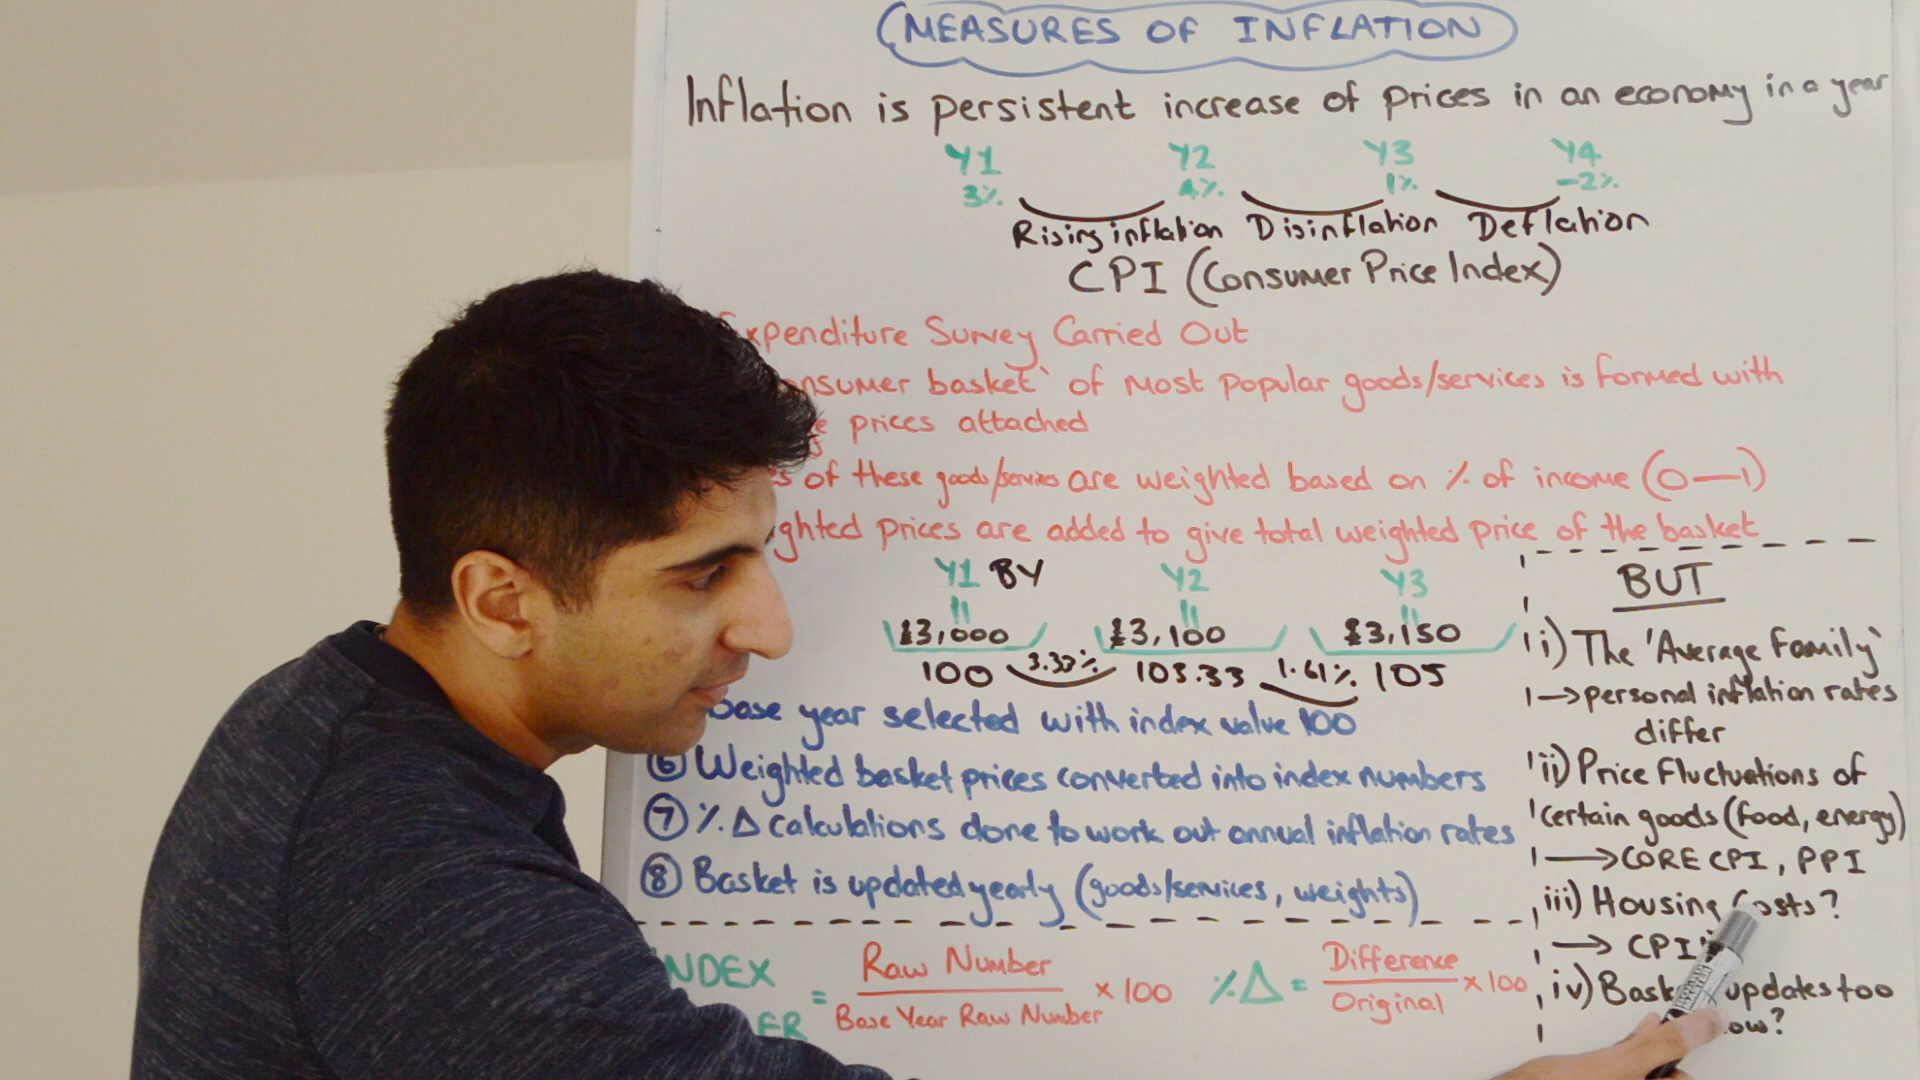 MEASURES OF INFLATION
Inflation is persistent increase of prices in an economy in a year
Y1 Y2 Y3 Y4
3% 4% 1% -2%
Rising inflation Disinflation Deflation
CPI (Consumer Price Index)
Expenditure Survey Carried Out
basket' of most popular goods/services is formed with
prices attached
of these goods/services are weighted based on % of income (0-1)
prices are added to give total weighted price of the basket
Y1 BY Y2 Y3
£3,000 £3,100 £3,150
100 3.33% 103.33 1.61% 105
base year selected with index value 100
⑥ Weighted basket prices converted into index numbers
⑦ %Δ calculations done to work out annual inflation rates
⑧ Basket is updated yearly (goods/services, weights)
INDEX = Raw Number / Base Year Raw Number × 100
%Δ = Difference / Original × 100
BUT
i) The 'Average Family'
→ personal inflation rates
differ
ii) Price Fluctuations of
certain goods (food, energy)
→ CORE CPI, PPI
iii) Housing Costs?
→ CPI
iv) updates too